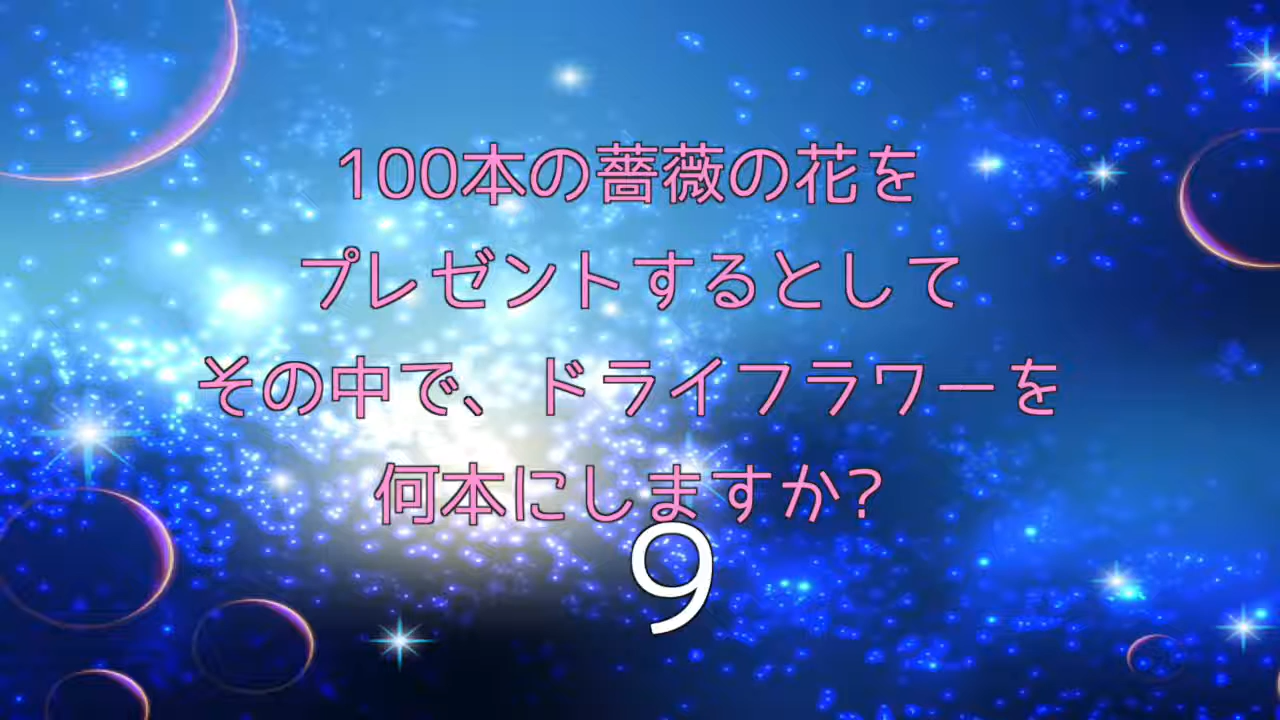 100本の薔薇の花を
プレゼントするとして
その中で、ドライフラワーを
何本にしますか?
9